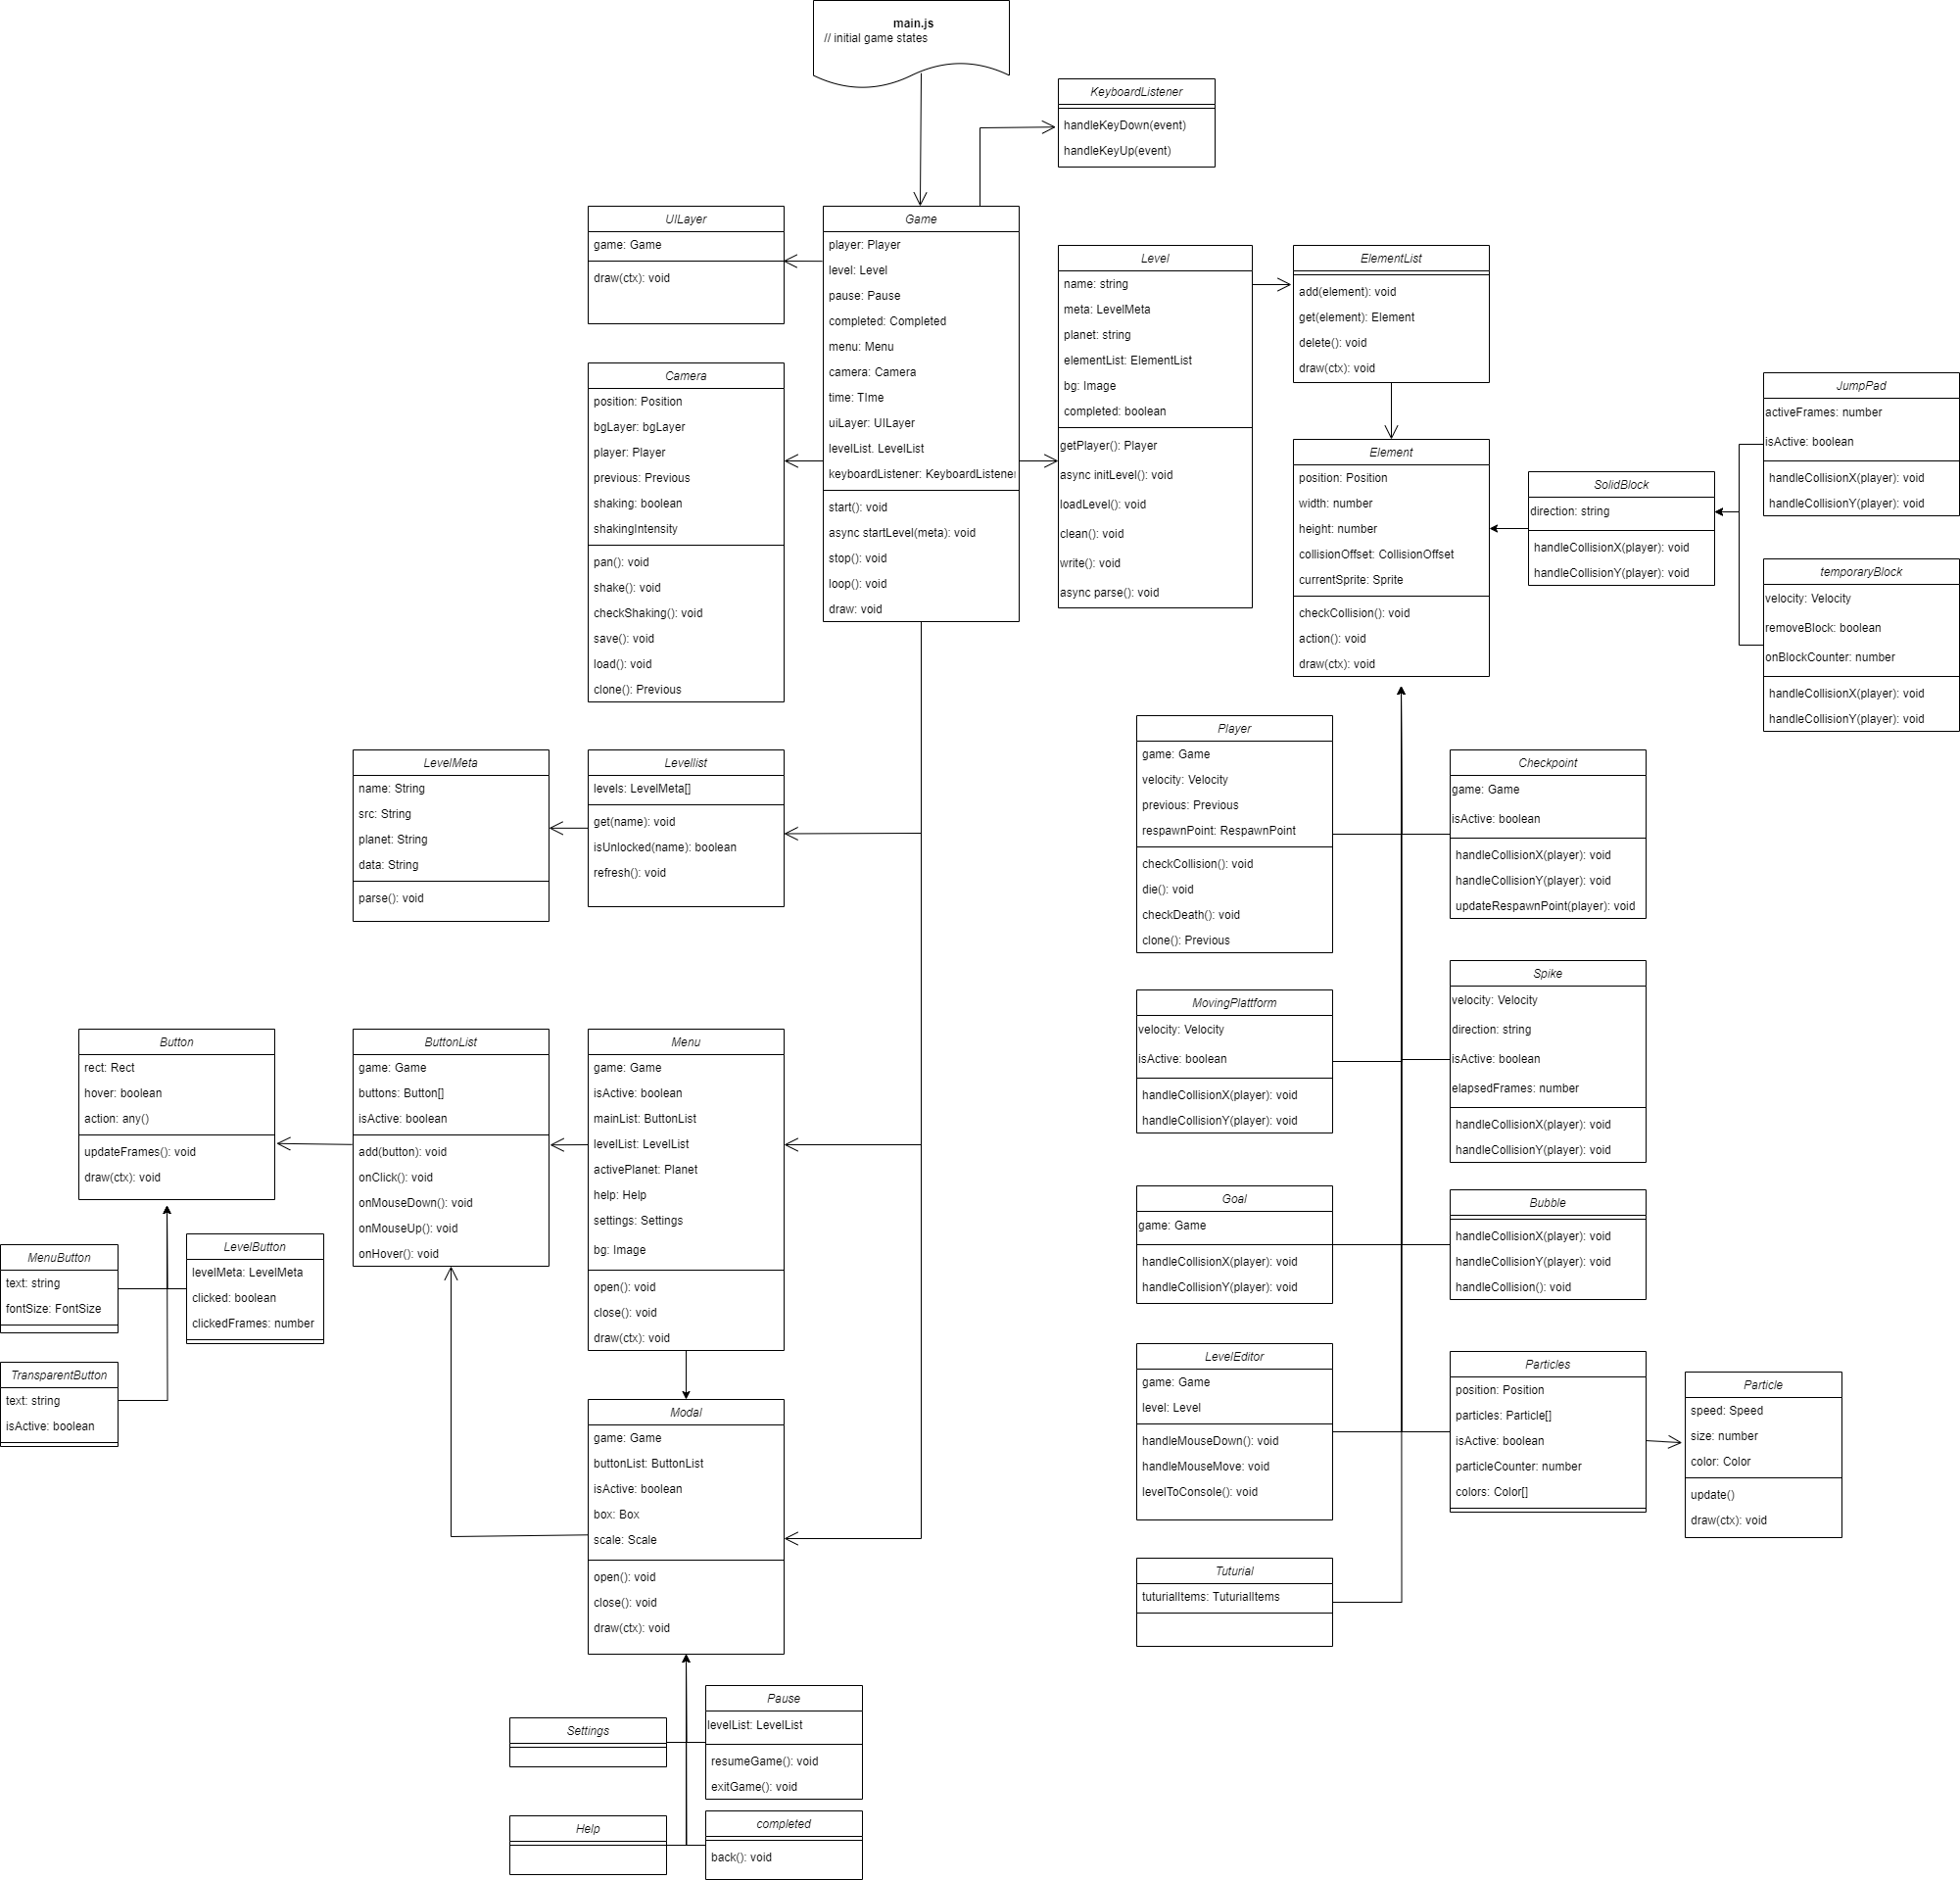 main.js
// initial game states
KeyboardListener
handleKeyDown(event)
handleKeyUp(event)
UILayer
game: Game
draw(ctx): void
Game
player: Player
level: Level
pause: Pause
completed: Completed
menu: Menu
camera: Camera
time: TIme
uiLayer: UILayer
levelList. LevelList
keyboardListener: KeyboardListener
start(): void
async startLevel(meta): void
stop(): void
loop(): void
draw: void
Level
name: string
meta: LevelMeta
planet: string
elementList: ElementList
bg: Image
completed: boolean
getPlayer(): Player
async initLevel(): void
loadLevel(): void
clean(): void
write(): void
async parse(): void
ElementList
add(element): void
get(element): Element
delete(): void
draw(ctx): void
Camera
position: Position
bgLayer: bgLayer
player: Player
previous: Previous
shaking: boolean
shakingIntensity
pan(): void
shake(): void
checkShaking(): void
save(): void
load(): void
clone(): Previous
Element
position: Position
width: number
height: number
collisionOffset: CollisionOffset
currentSprite: Sprite
checkCollision(): void
action(): void
draw(ctx): void
SolidBlock
direction: string
handleCollisionX(player): void
handleCollisionY(player): void
JumpPad
activeFrames: number
isActive: boolean
handleCollisionX(player): void
handleCollisionY(player): void
temporaryBlock
velocity: Velocity
removeBlock: boolean
onBlockCounter: number
handleCollisionX(player): void
handleCollisionY(player): void
LevelMeta
name: String
src: String
planet: String
data: String
parse(): void
Levellist
levels: LevelMeta[]
get(name): void
isUnlocked(name): boolean
refresh(): void
Player
game: Game
velocity: Velocity
previous: Previous
respawnPoint: RespawnPoint
checkCollision(): void
die(): void
checkDeath(): void
clone(): Previous
Checkpoint
game: Game
isActive: boolean
handleCollisionX(player): void
handleCollisionY(player): void
updateRespawnPoint(player): void
MovingPlattform
velocity: Velocity
isActive: boolean
handleCollisionX(player): void
handleCollisionY(player): void
Spike
velocity: Velocity
direction: string
isActive: boolean
elapsedFrames: number
handleCollisionX(player): void
handleCollisionY(player): void
Button
rect: Rect
hover: boolean
action: any()
updateFrames(): void
draw(ctx): void
ButtonList
game: Game
buttons: Button[]
isActive: boolean
add(button): void
onClick(): void
onMouseDown(): void
onMouseUp(): void
onHover(): void
Menu
game: Game
isActive: boolean
mainList: ButtonList
levelList: LevelList
activePlanet: Planet
help: Help
settings: Settings
bg: Image
open(): void
close(): void
draw(ctx): void
Goal
game: Game
handleCollisionX(player): void
handleCollisionY(player): void
Bubble
handleCollisionX(player): void
handleCollisionY(player): void
handleCollision(): void
MenuButton
text: string
fontSize: FontSize
LevelButton
levelMeta: LevelMeta
clicked: boolean
clickedFrames: number
TransparentButton
text: string
isActive: boolean
Modal
game: Game
buttonList: ButtonList
isActive: boolean
box: Box
scale: Scale
open(): void
close(): void
draw(ctx): void
LevelEditor
game: Game
level: Level
handleMouseDown(): void
handleMouseMove: void
levelToConsole(): void
Particles
position: Position
particles: Particle[]
isActive: boolean
particleCounter: number
colors: Color[]
Particle
speed: Speed
size: number
color: Color
update()
draw(ctx): void
Tuturial
tuturialItems: TuturialItems
Settings
Pause
levelList: LevelList
resumeGame(): void
exitGame(): void
Help
completed
back(): void